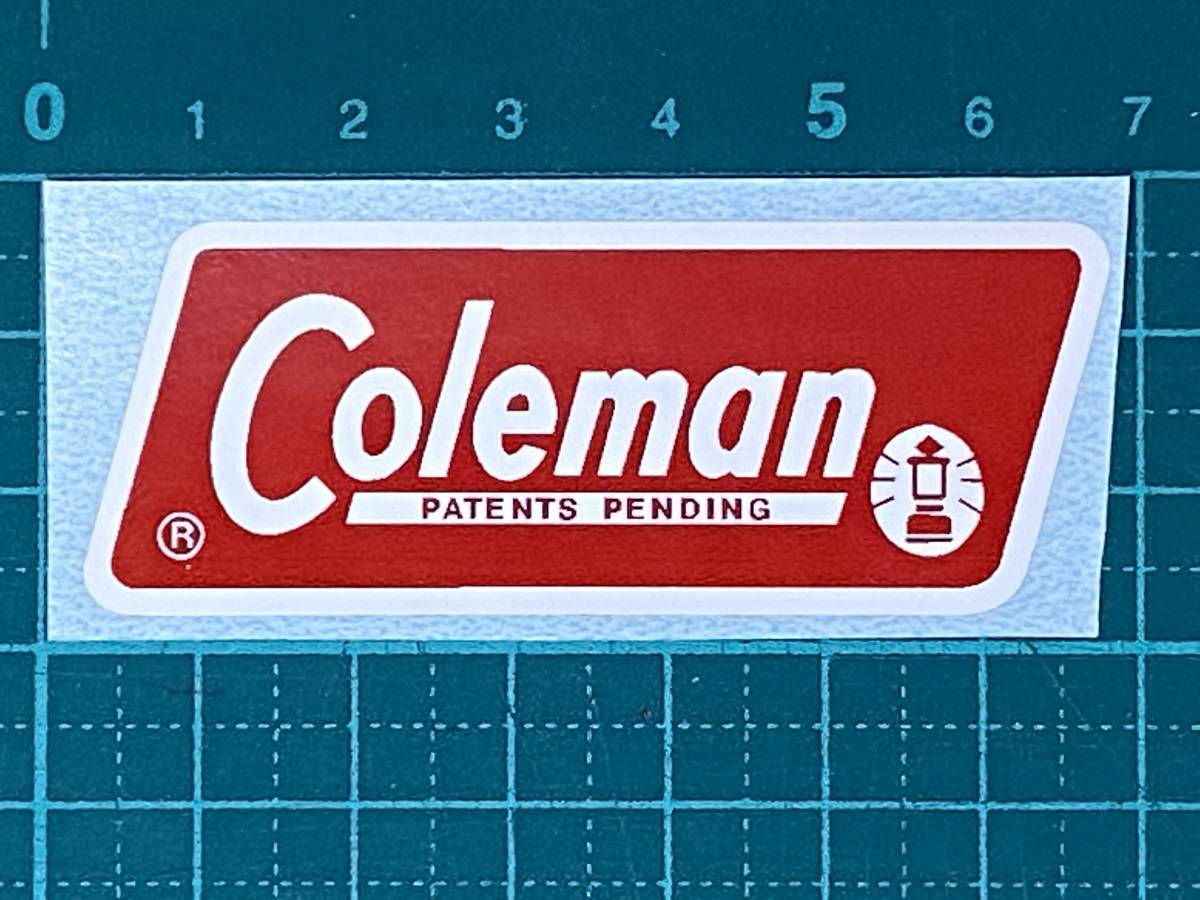 0 1 2 3 4 5 6 7
Coleman
PATENTS PENDING
®